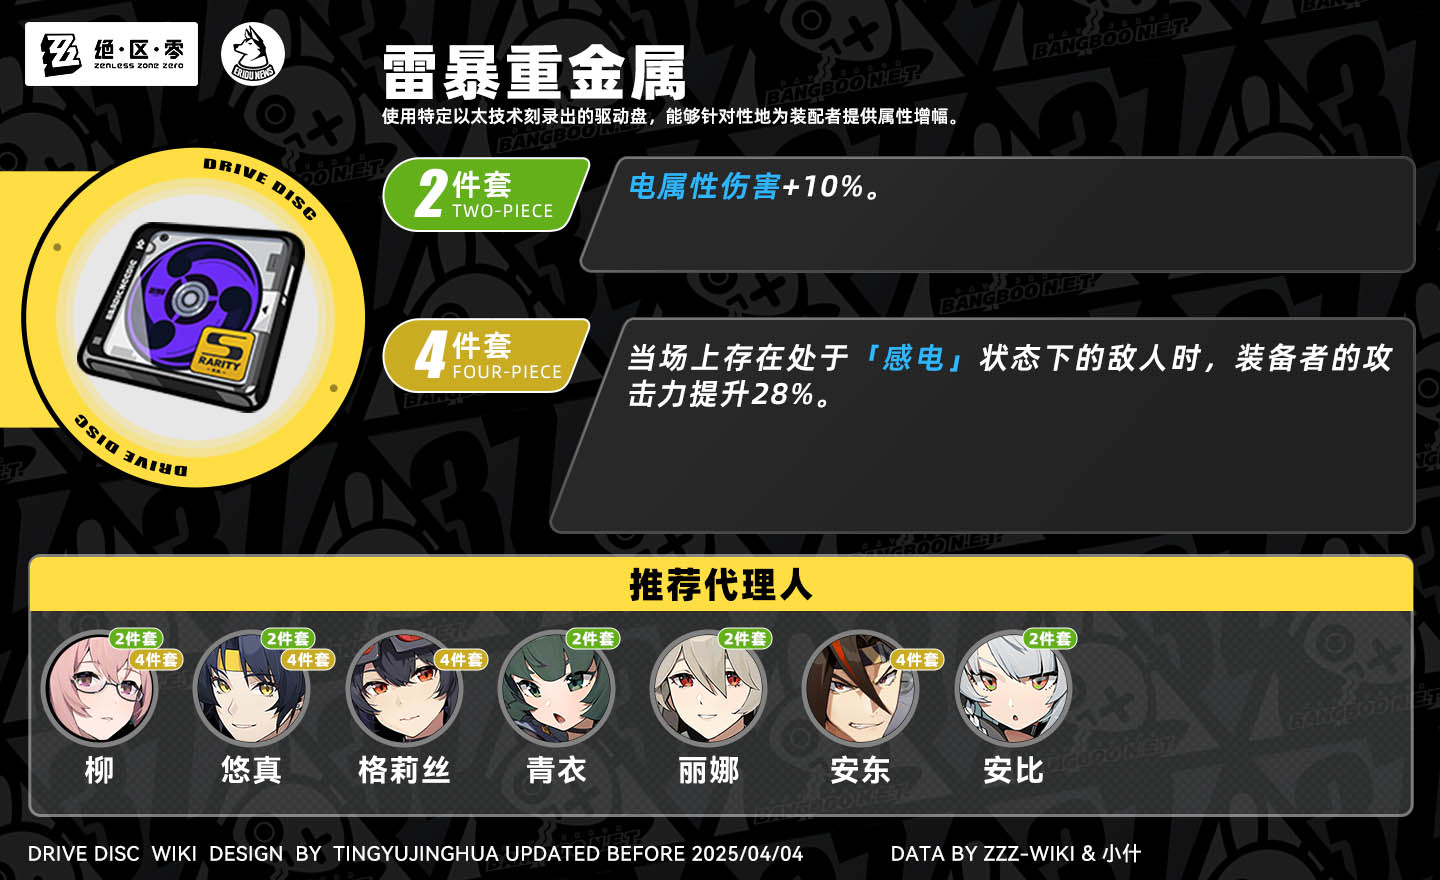 绝·区·零
ZENLESS ZONE ZERO
ERIDU NEWS
雷暴重金属
使用特定以太技术刻录出的驱动盘，能够针对性地为装配者提供属性增幅。
DRIVE DISC
S
RARITY
DRIVE DISC
2件套
TWO-PIECE
电属性伤害+10%。
4件套
FOUR-PIECE
当场上存在处于「感电」状态下的敌人时，装备者的攻
击力提升28%。
推荐代理人
2件套
4件套
柳
2件套
4件套
悠真
4件套
格莉丝
2件套
青衣
2件套
丽娜
4件套
安东
2件套
安比
DRIVE DISC WIKI DESIGN BY TINGYUJINGHUA UPDATED BEFORE 2025/04/04
DATA BY ZZZ-WIKI & 小什
BANGBOO N.E.T.